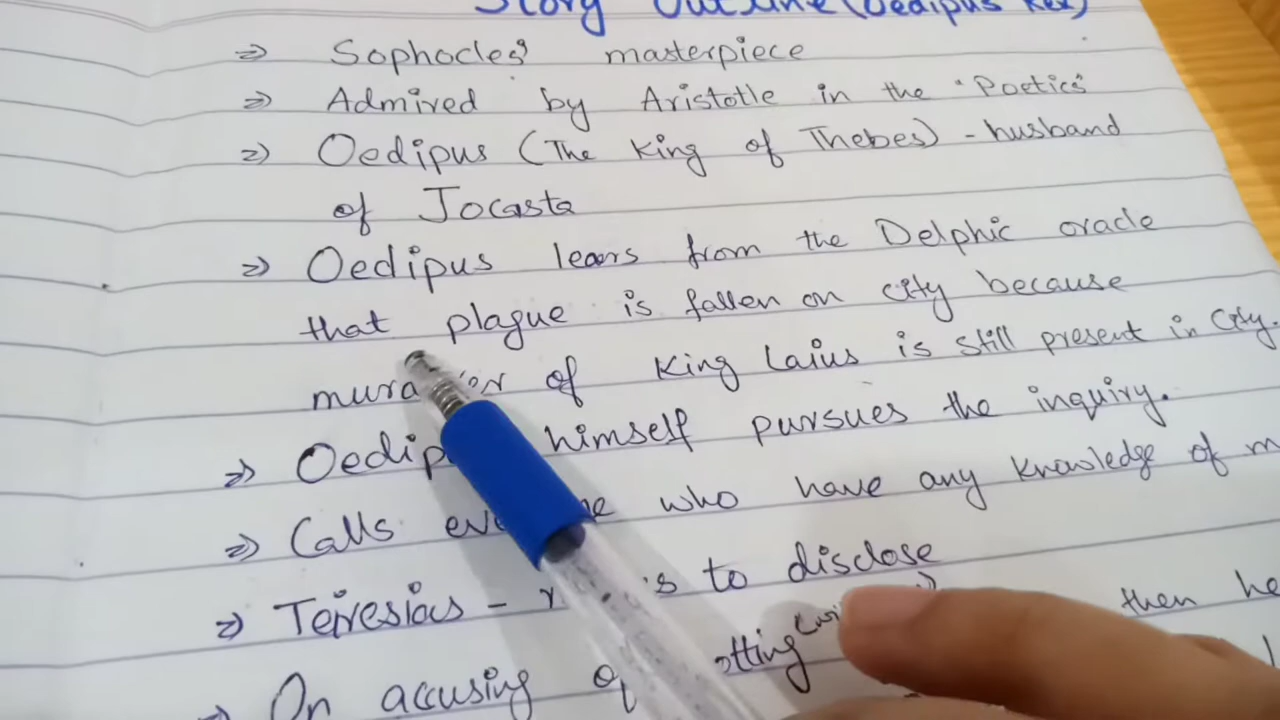 Story Outline (Oedipus Rex)
⇒ Sophocles' masterpiece
⇒ Admired by Aristotle in the 'Poetics'
⇒ Oedipus (The King of Thebes) - husband
of Jocasta
⇒ Oedipus learns from the Delphic oracle
that plague is fallen on city because
of King Laius is still present in City.
⇒ himself pursues the inquiry.
⇒ Calls who have any knowledge of
⇒ Teiresias - to disclose
⇒ On accusing of then he